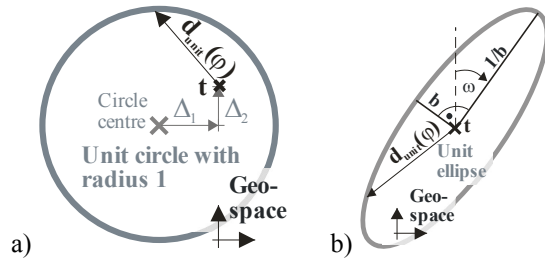 d_unit(φ)
t
Circle
centre
Δ₁
Δ₂
Unit circle with
radius 1
Geo-
space
a)
1/b
ω
b
t
d_unit(φ)
Unit
ellipse
Geo-
space
b)